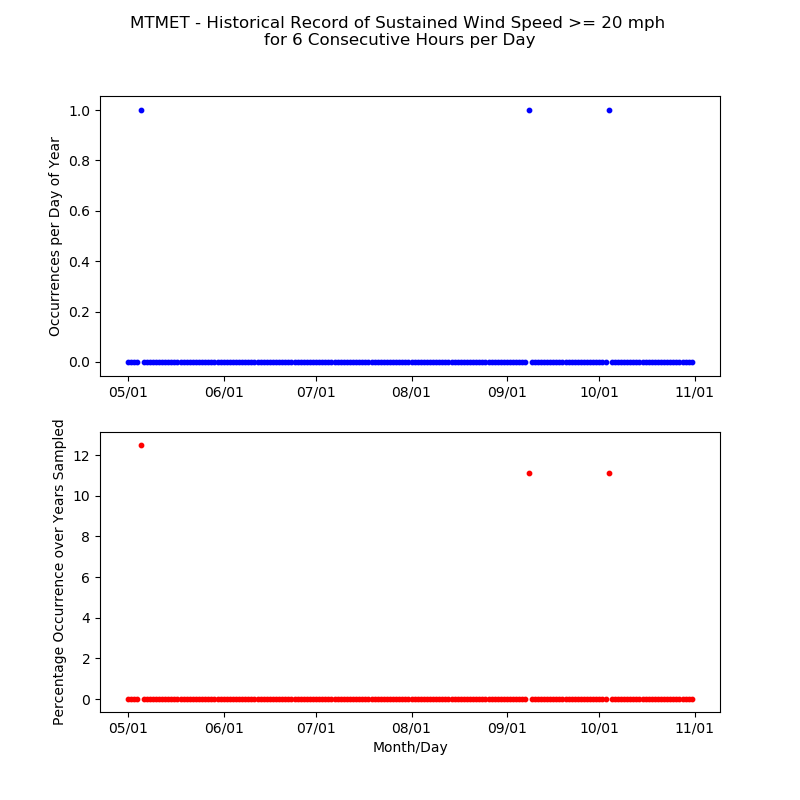 MTMET - Historical Record of Sustained Wind Speed >= 20 mph
for 6 Consecutive Hours per Day
Occurrences per Day of Year
1.0
0.8
0.6
0.4
0.2
0.0
05/01 06/01 07/01 08/01 09/01 10/01 11/01
Percentage Occurrence over Years Sampled
12
10
8
6
4
2
0
05/01 06/01 07/01 08/01 09/01 10/01 11/01
Month/Day